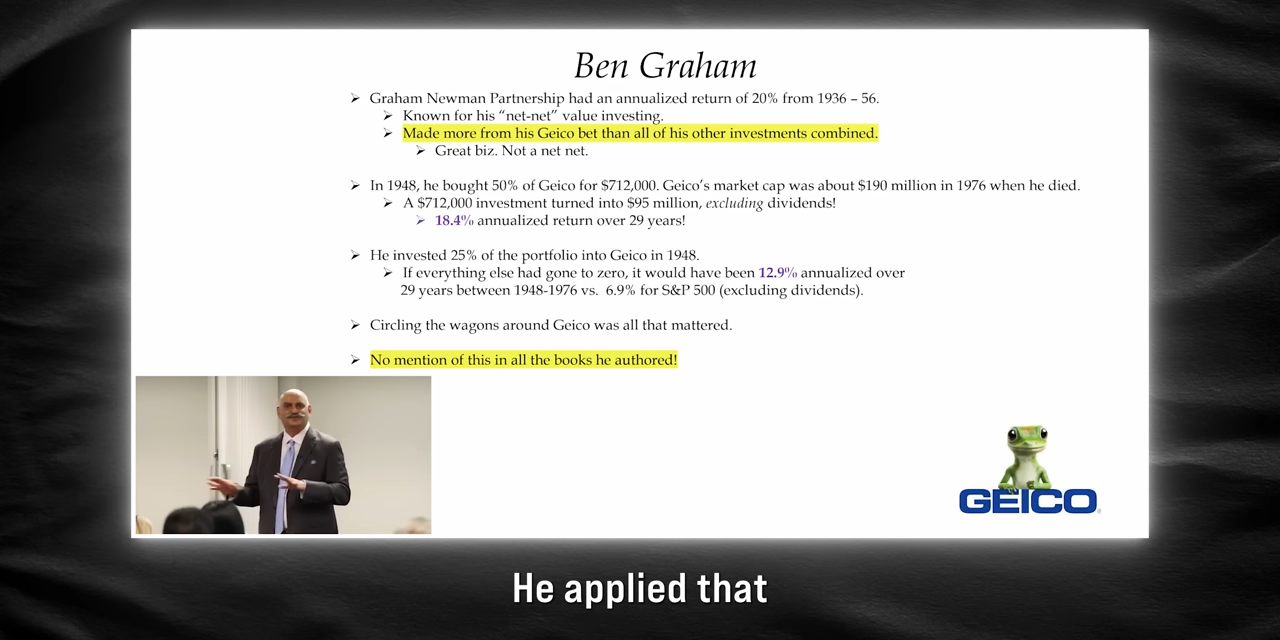 Ben Graham
➢ Graham Newman Partnership had an annualized return of 20% from 1936 – 56.
➢ Known for his “net-net” value investing.
➢ Made more from his Geico bet than all of his other investments combined.
➢ Great biz. Not a net net.
➢ In 1948, he bought 50% of Geico for $712,000. Geico’s market cap was about $190 million in 1976 when he died.
➢ A $712,000 investment turned into $95 million, excluding dividends!
➢ 18.4% annualized return over 29 years!
➢ He invested 25% of the portfolio into Geico in 1948.
➢ If everything else had gone to zero, it would have been 12.9% annualized over
29 years between 1948-1976 vs. 6.9% for S&P 500 (excluding dividends).
➢ Circling the wagons around Geico was all that mattered.
➢ No mention of this in all the books he authored!
GEICO®
He applied that